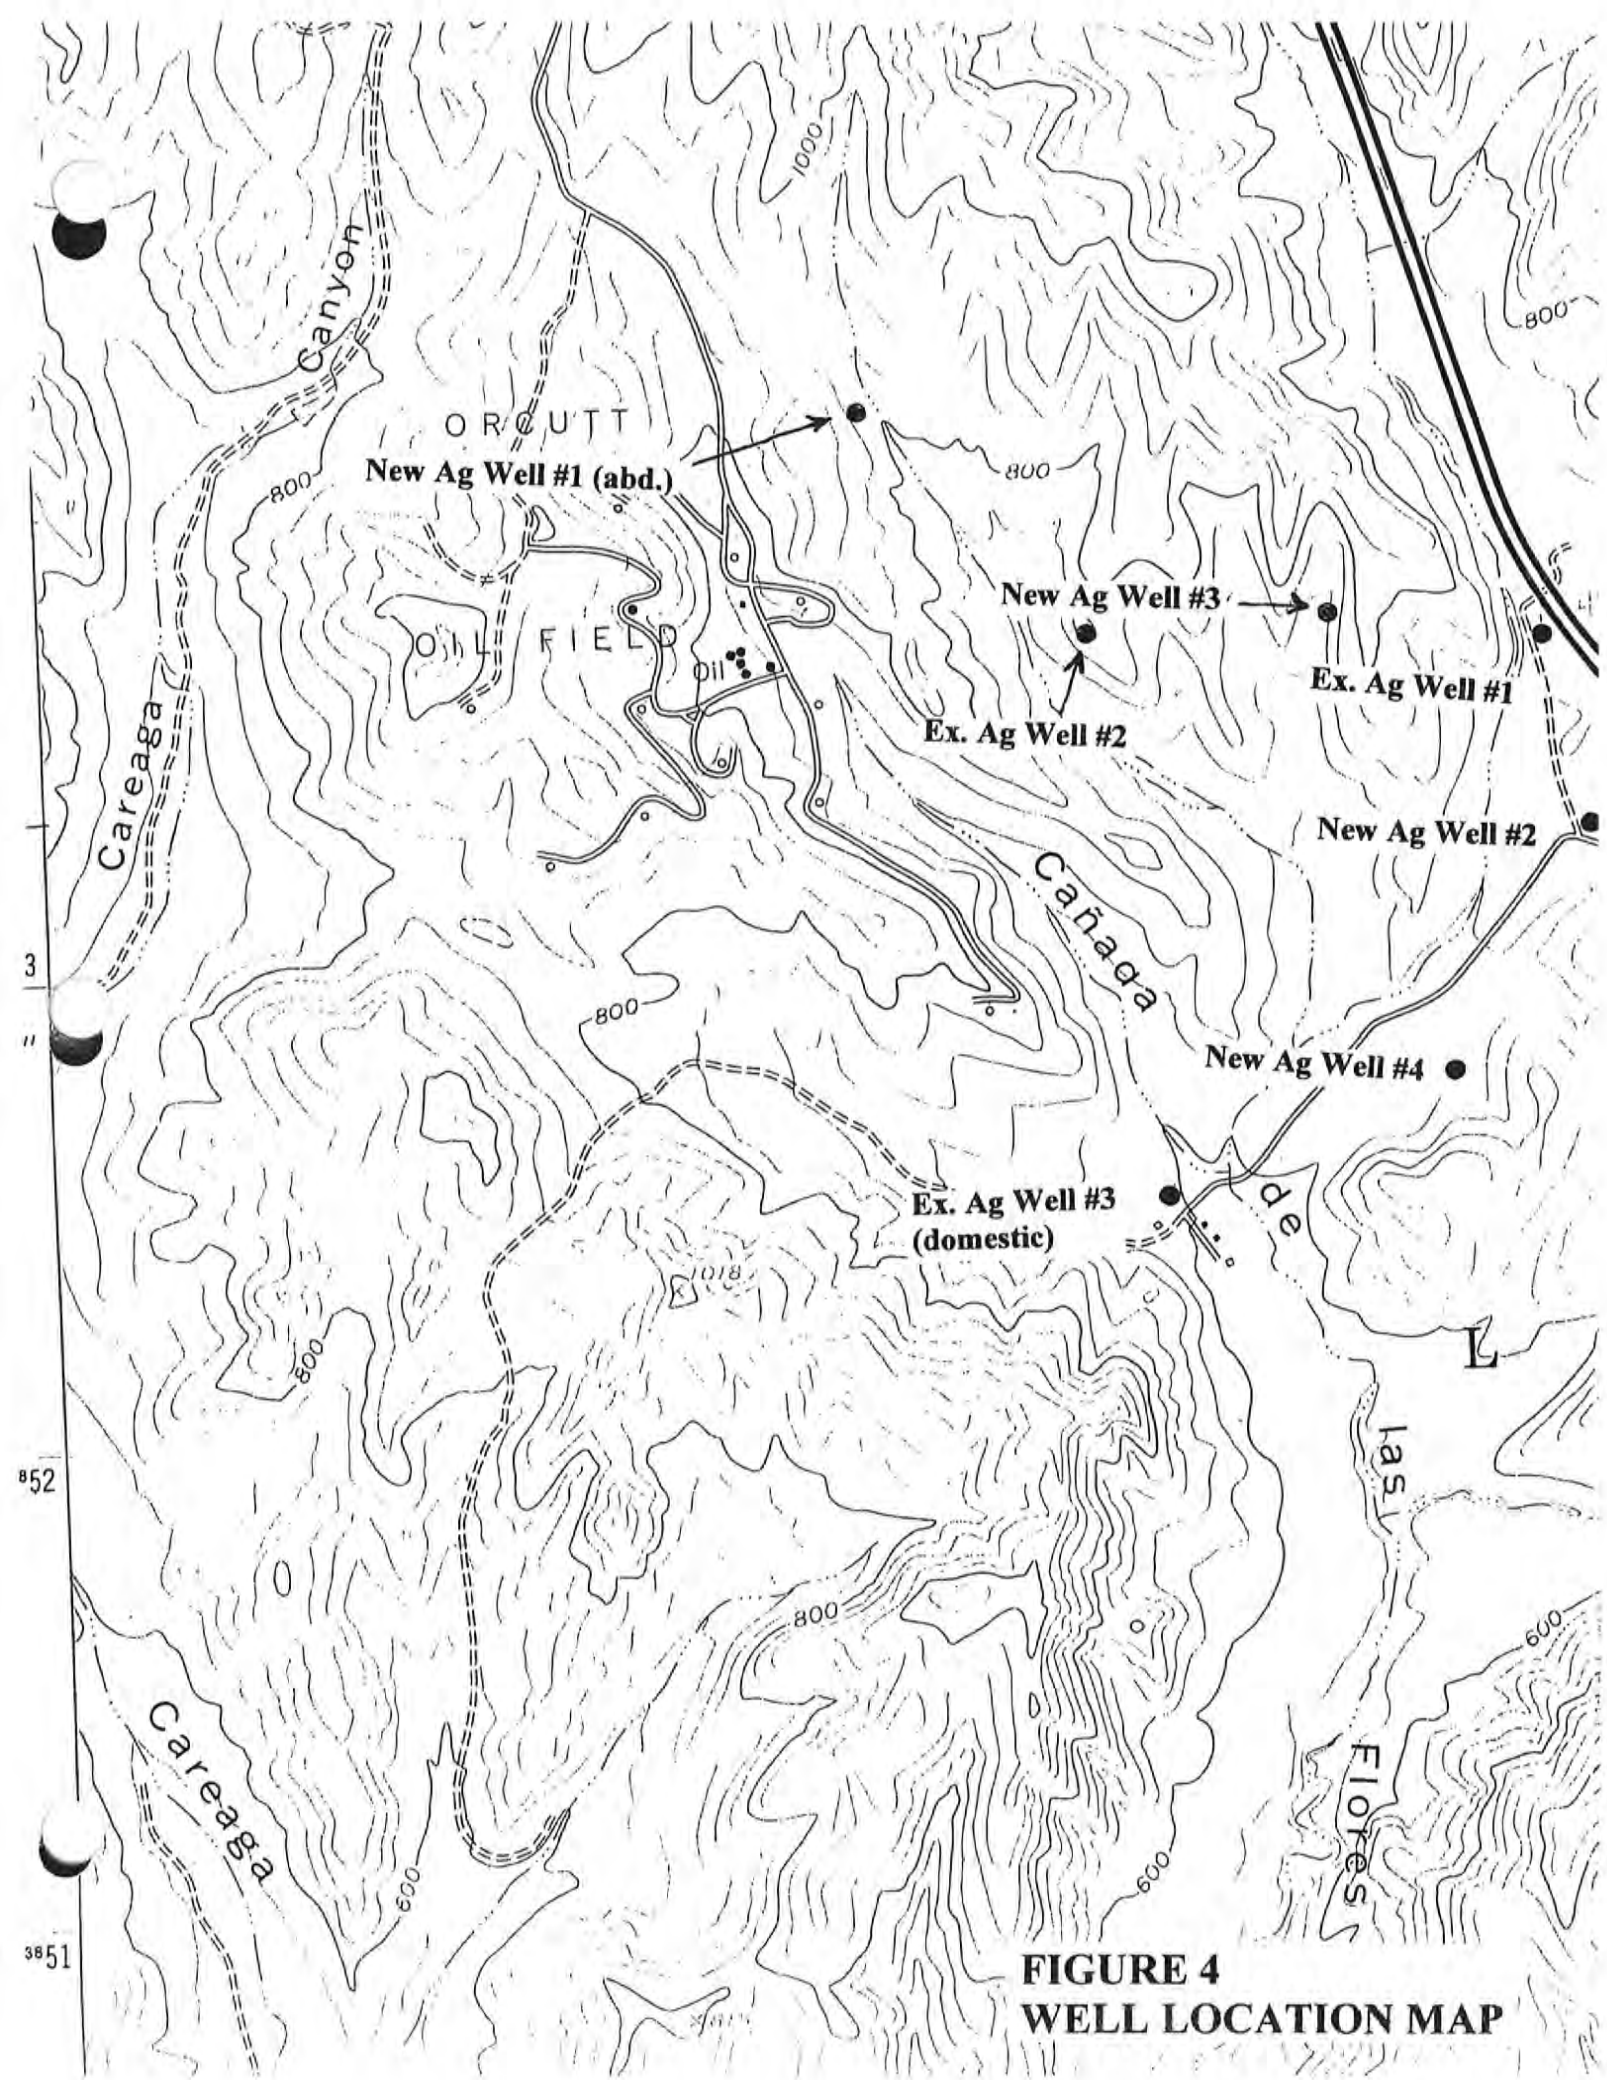 1000
Canyon
800
ORCUTT
New Ag Well #1 (abd.)
800
800
New Ag Well #3
OIL FIELD
Oil
Ex. Ag Well #1
Ex. Ag Well #2
Careaga
New Ag Well #2
Cañada
3
800
"
New Ag Well #4
Ex. Ag Well #3
(domestic)
de
1018
L
800
las
852
800
600
Careaga
Flores
600
600
3851
FIGURE 4
WELL LOCATION MAP